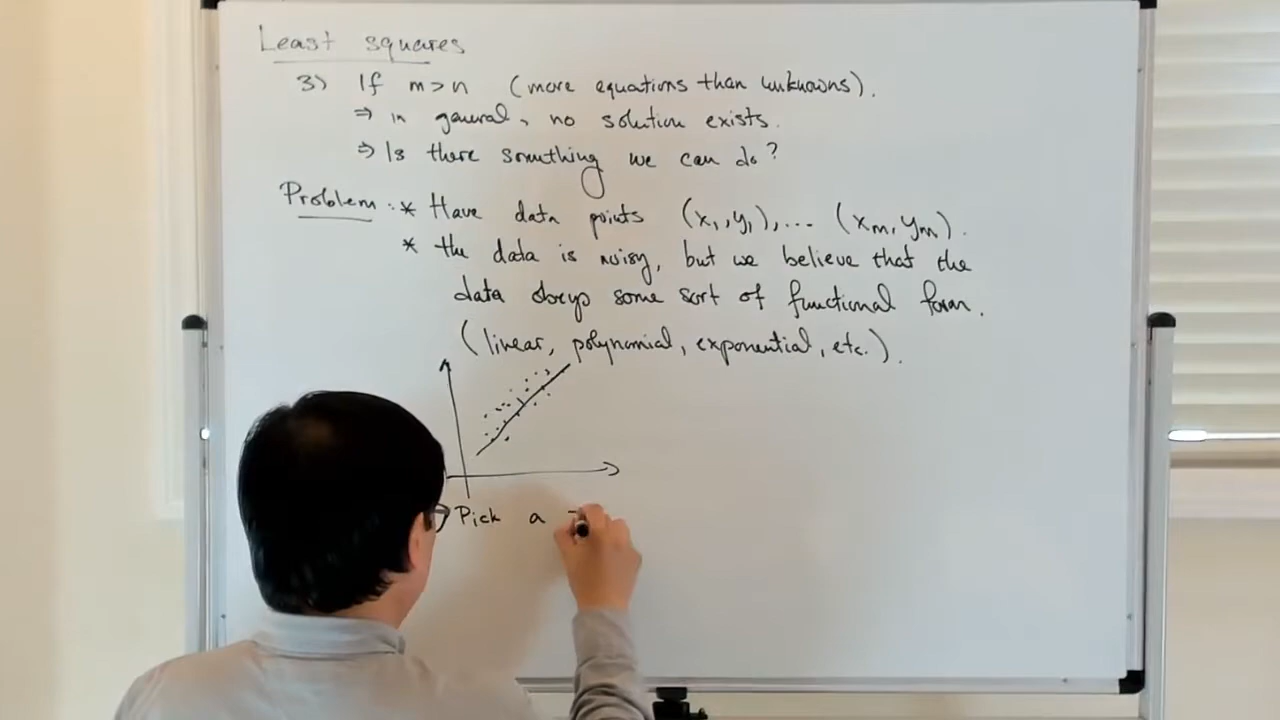 Least squares
3) If m>n (more equations than unknowns).
⇒ in general, no solution exists.
⇒ Is there something we can do?
Problem: * Have data points (x₁,y₁),... (xₘ,yₘ).
* the data is noisy, but we believe that the
data obeys some sort of functional form.
(linear, polynomial, exponential, etc.).
Pick a